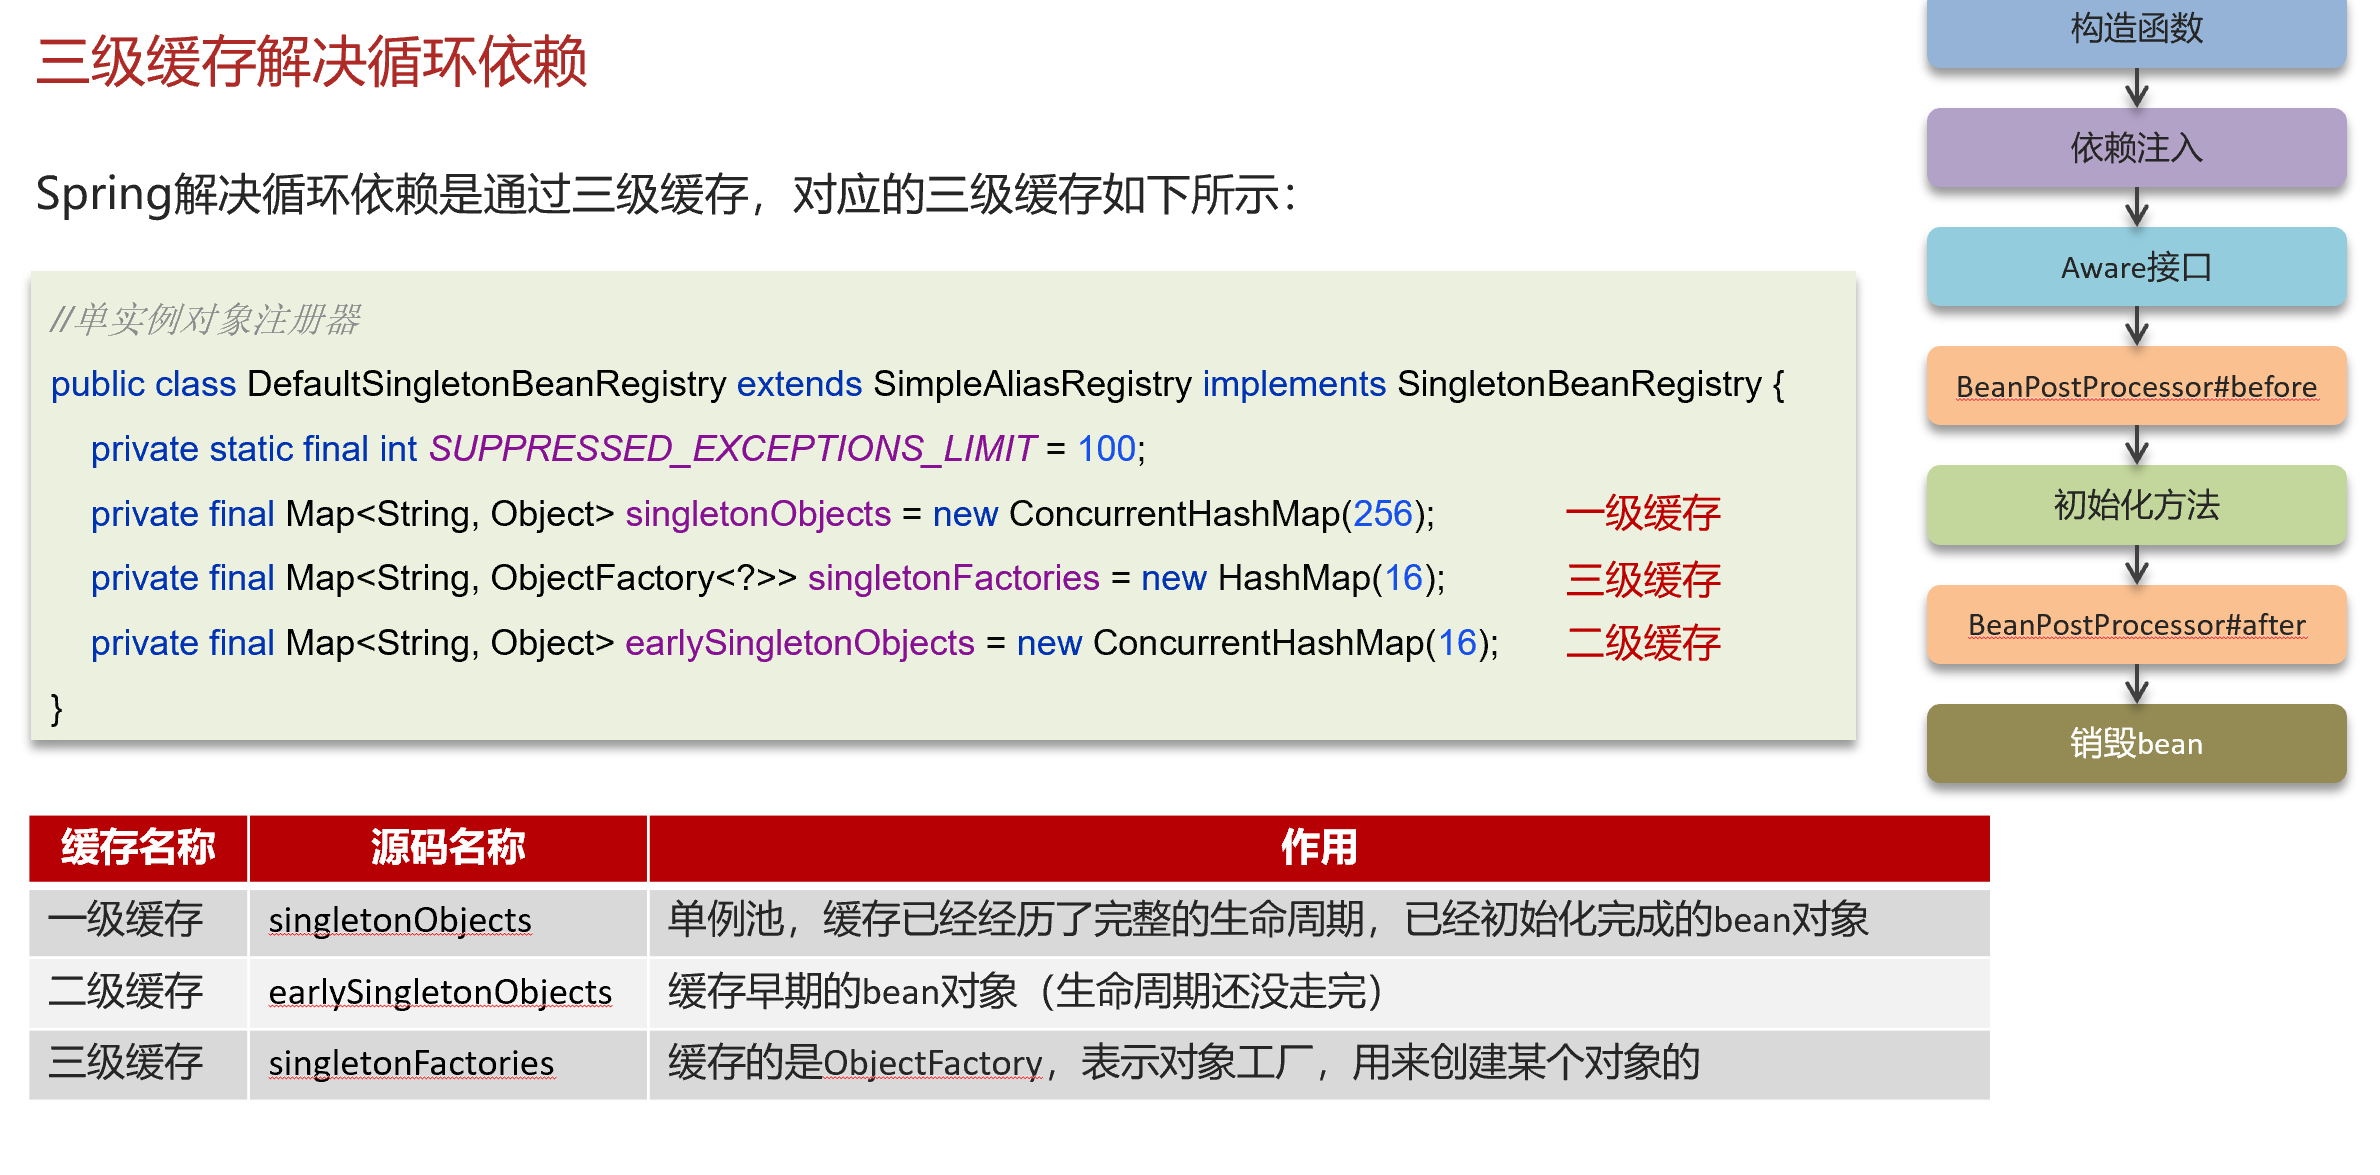 三级缓存解决循环依赖
Spring解决循环依赖是通过三级缓存，对应的三级缓存如下所示：
//单实例对象注册器
public class DefaultSingletonBeanRegistry extends SimpleAliasRegistry implements SingletonBeanRegistry {
private static final int SUPPRESSED_EXCEPTIONS_LIMIT = 100;
private final Map<String, Object> singletonObjects = new ConcurrentHashMap(256); 一级缓存
private final Map<String, ObjectFactory<?>> singletonFactories = new HashMap(16); 三级缓存
private final Map<String, Object> earlySingletonObjects = new ConcurrentHashMap(16); 二级缓存
}
构造函数
依赖注入
Aware接口
BeanPostProcessor#before
初始化方法
BeanPostProcessor#after
销毁bean
缓存名称 源码名称 作用
一级缓存 singletonObjects 单例池，缓存已经经历了完整的生命周期，已经初始化完成的bean对象
二级缓存 earlySingletonObjects 缓存早期的bean对象（生命周期还没走完）
三级缓存 singletonFactories 缓存的是ObjectFactory，表示对象工厂，用来创建某个对象的